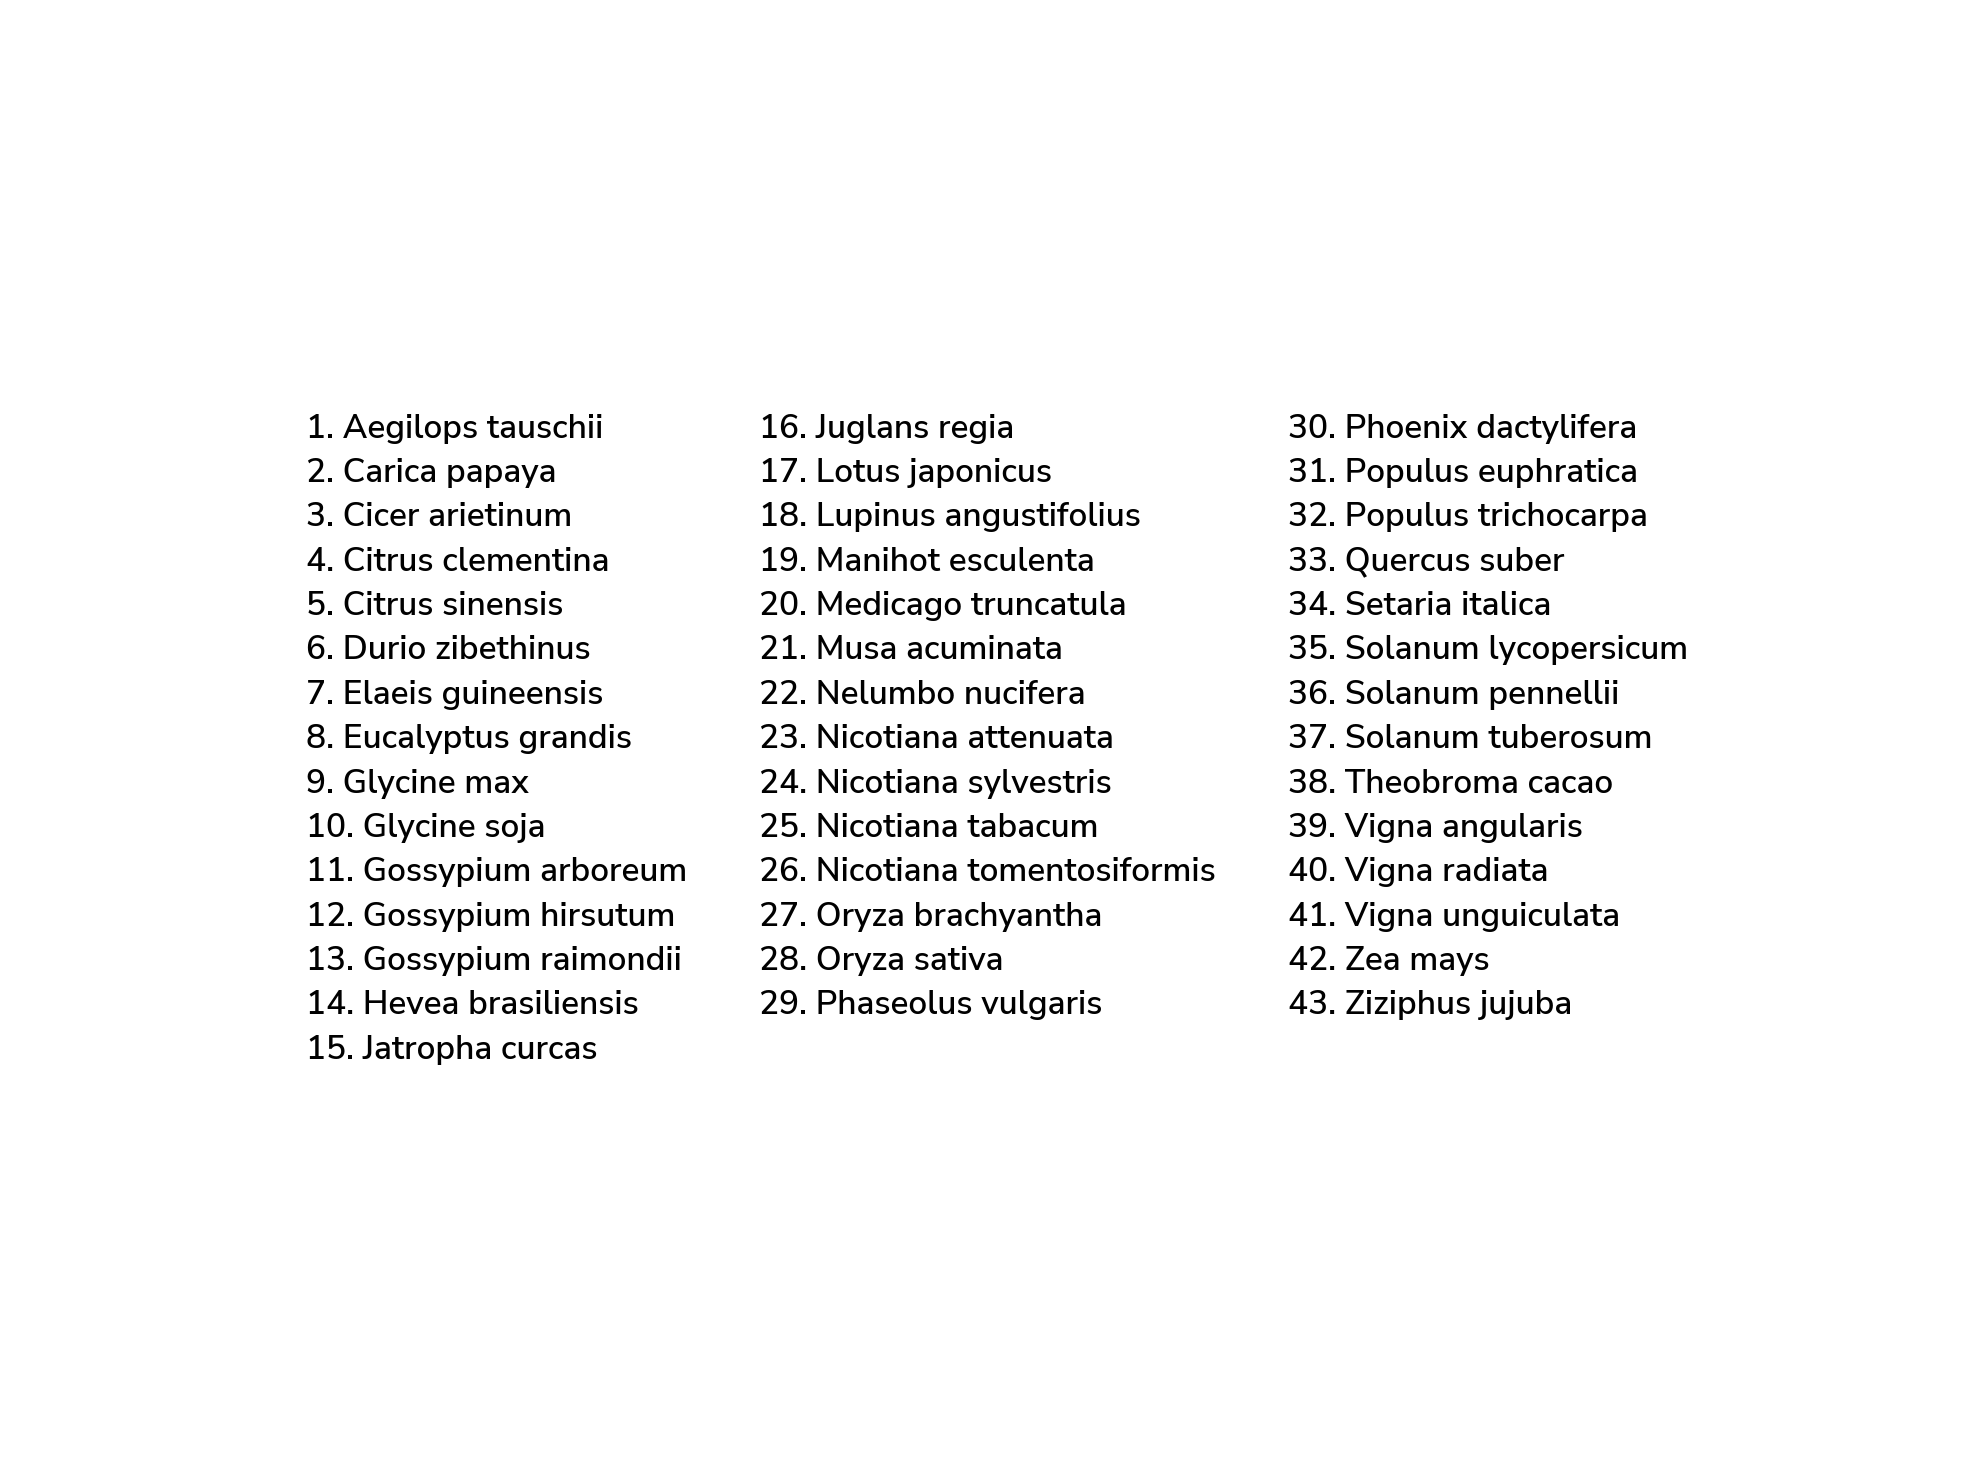 1. Aegilops tauschii
2. Carica papaya
3. Cicer arietinum
4. Citrus clementina
5. Citrus sinensis
6. Durio zibethinus
7. Elaeis guineensis
8. Eucalyptus grandis
9. Glycine max
10. Glycine soja
11. Gossypium arboreum
12. Gossypium hirsutum
13. Gossypium raimondii
14. Hevea brasiliensis
15. Jatropha curcas
16. Juglans regia
17. Lotus japonicus
18. Lupinus angustifolius
19. Manihot esculenta
20. Medicago truncatula
21. Musa acuminata
22. Nelumbo nucifera
23. Nicotiana attenuata
24. Nicotiana sylvestris
25. Nicotiana tabacum
26. Nicotiana tomentosiformis
27. Oryza brachyantha
28. Oryza sativa
29. Phaseolus vulgaris
30. Phoenix dactylifera
31. Populus euphratica
32. Populus trichocarpa
33. Quercus suber
34. Setaria italica
35. Solanum lycopersicum
36. Solanum pennellii
37. Solanum tuberosum
38. Theobroma cacao
39. Vigna angularis
40. Vigna radiata
41. Vigna unguiculata
42. Zea mays
43. Ziziphus jujuba